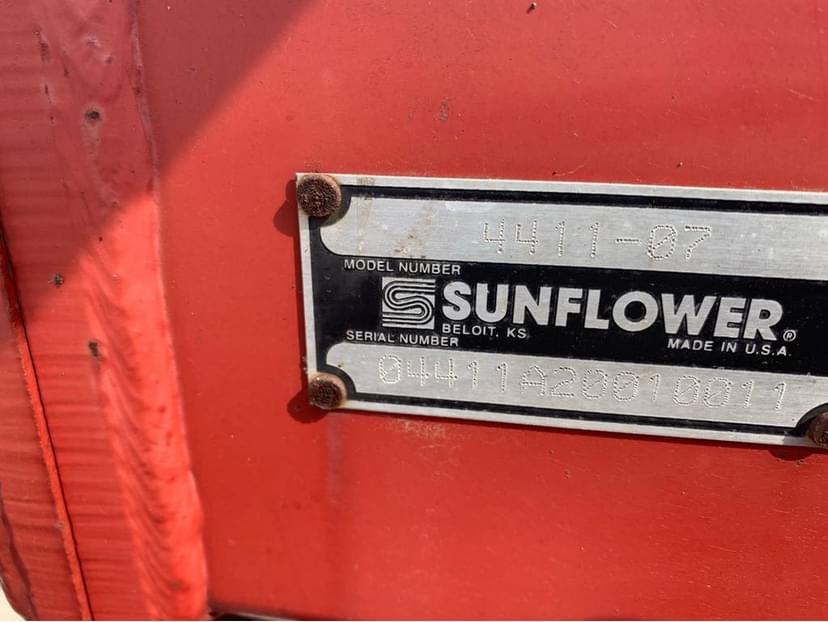 4411-07
MODEL NUMBER
SUNFLOWER®
BELOIT, KS
MADE IN U.S.A.
SERIAL NUMBER
04411A20010011